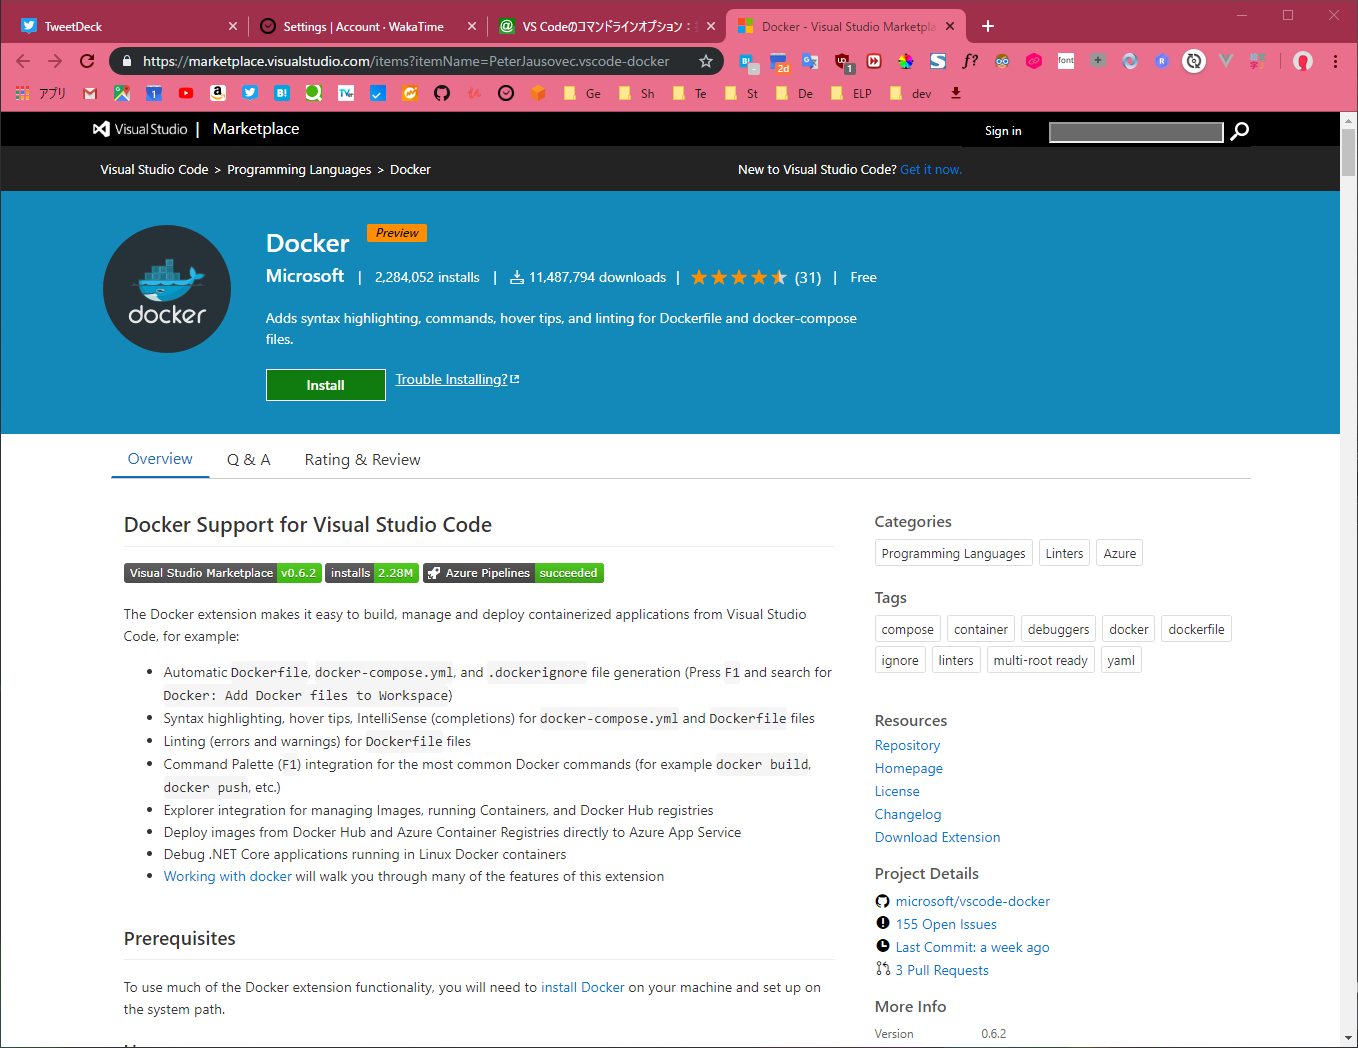 TweetDeck
Settings | Account · WakaTime
VS Codeのコマンドラインオプション：
Docker - Visual Studio Marketpla
https://marketplace.visualstudio.com/items?itemName=PeterJausovec.vscode-docker
2d
1
f?
font
アプリ
1
B!
Ge
Sh
Te
St
De
ELP
dev
Visual Studio | Marketplace
Sign in
Visual Studio Code > Programming Languages > Docker
New to Visual Studio Code? Get it now.
docker
Docker
Preview
Microsoft | 2,284,052 installs | 11,487,794 downloads | (31) | Free
Adds syntax highlighting, commands, hover tips, and linting for Dockerfile and docker-compose
files.
Install
Trouble Installing?
Overview
Q & A
Rating & Review
Docker Support for Visual Studio Code
Visual Studio Marketplace v0.6.2
installs 2.28M
Azure Pipelines succeeded
The Docker extension makes it easy to build, manage and deploy containerized applications from Visual Studio
Code, for example:
• Automatic Dockerfile, docker-compose.yml, and .dockerignore file generation (Press F1 and search for
Docker: Add Docker files to Workspace)
• Syntax highlighting, hover tips, IntelliSense (completions) for docker-compose.yml and Dockerfile files
• Linting (errors and warnings) for Dockerfile files
• Command Palette (F1) integration for the most common Docker commands (for example docker build,
docker push, etc.)
• Explorer integration for managing Images, running Containers, and Docker Hub registries
• Deploy images from Docker Hub and Azure Container Registries directly to Azure App Service
• Debug .NET Core applications running in Linux Docker containers
• Working with docker will walk you through many of the features of this extension
Prerequisites
To use much of the Docker extension functionality, you will need to install Docker on your machine and set up on
the system path.
Categories
Programming Languages
Linters
Azure
Tags
compose
container
debuggers
docker
dockerfile
ignore
linters
multi-root ready
yaml
Resources
Repository
Homepage
License
Changelog
Download Extension
Project Details
microsoft/vscode-docker
155 Open Issues
Last Commit: a week ago
3 Pull Requests
More Info
Version 0.6.2